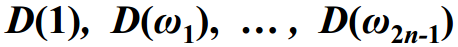 D(1), D(ω₁), … , D(ω₂ₙ₋₁)